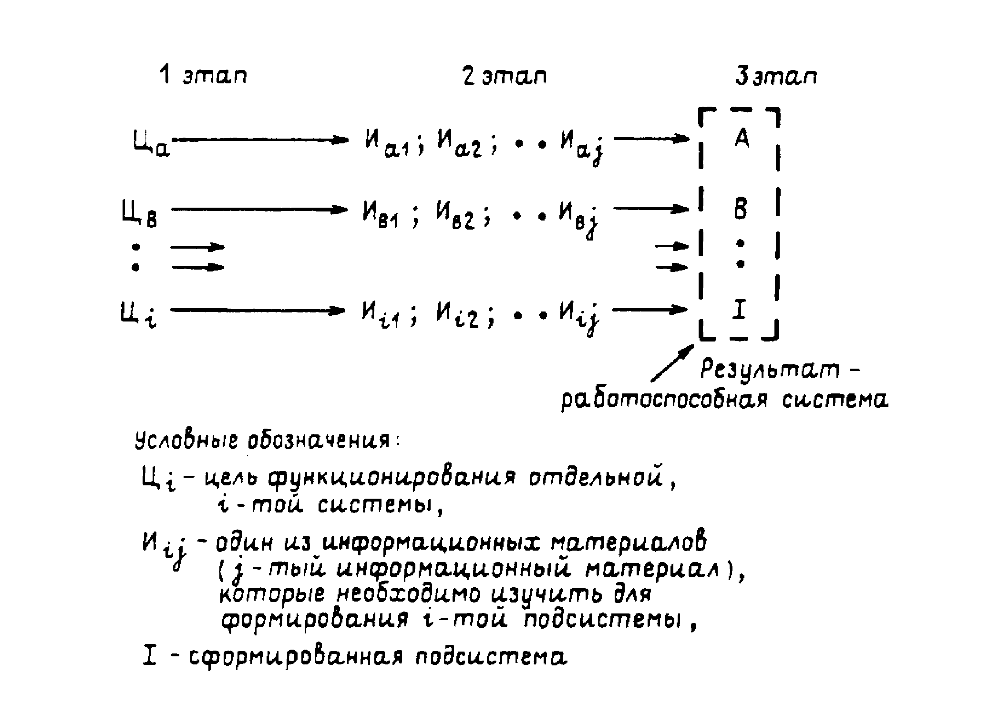 1 этап 2 этап 3 этап
Ца Иа1; Иа2; • • Иаj А
Цв Ив1; Ив2; • • Ивj В
• •
• •
Цi Иi1; Иi2; • • Иij I
Результат –
работоспособная система
Условные обозначения:
Цi – цель функционирования отдельной,
i - той системы,
Иij - один из информационных материалов
(j - тый информационный материал),
которые необходимо изучить для
формирования i - той подсистемы,
I - сформированная подсистема